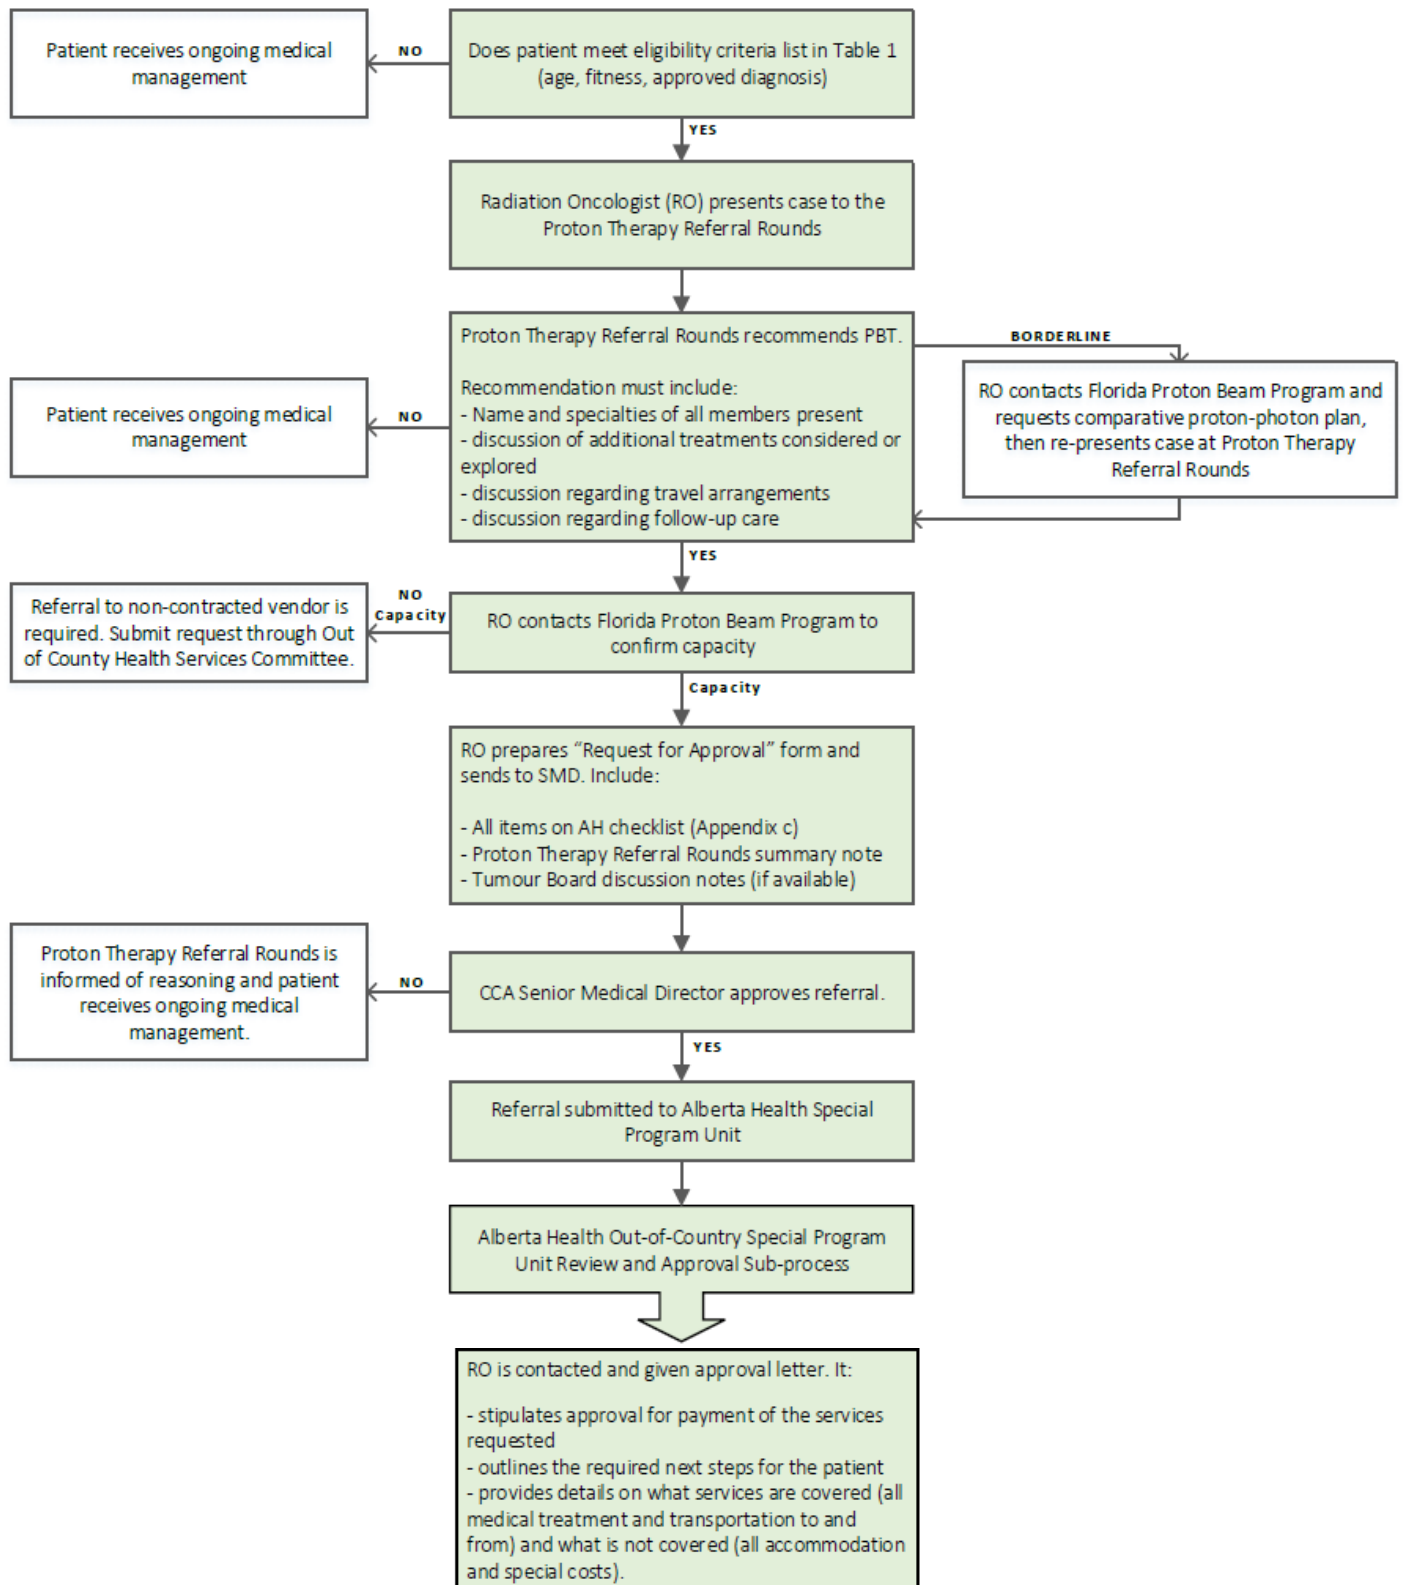 Patient receives ongoing medical
management
NO
Does patient meet eligibility criteria list in Table 1
(age, fitness, approved diagnosis)
YES
Radiation Oncologist (RO) presents case to the
Proton Therapy Referral Rounds
Proton Therapy Referral Rounds recommends PBT.
Recommendation must include:
- Name and specialties of all members present
- discussion of additional treatments considered or
explored
- discussion regarding travel arrangements
- discussion regarding follow-up care
BORDERLINE
RO contacts Florida Proton Beam Program and
requests comparative proton-photon plan,
then re-presents case at Proton Therapy
Referral Rounds
NO
Patient receives ongoing medical
management
YES
RO contacts Florida Proton Beam Program to
confirm capacity
NO
Capacity
Referral to non-contracted vendor is
required. Submit request through Out
of County Health Services Committee.
Capacity
RO prepares “Request for Approval” form and
sends to SMD. Include:
- All items on AH checklist (Appendix c)
- Proton Therapy Referral Rounds summary note
- Tumour Board discussion notes (if available)
CCA Senior Medical Director approves referral.
NO
Proton Therapy Referral Rounds is
informed of reasoning and patient
receives ongoing medical
management.
YES
Referral submitted to Alberta Health Special
Program Unit
Alberta Health Out-of-Country Special Program
Unit Review and Approval Sub-process
RO is contacted and given approval letter. It:
- stipulates approval for payment of the services
requested
- outlines the required next steps for the patient
- provides details on what services are covered (all
medical treatment and transportation to and
from) and what is not covered (all accommodation
and special costs).